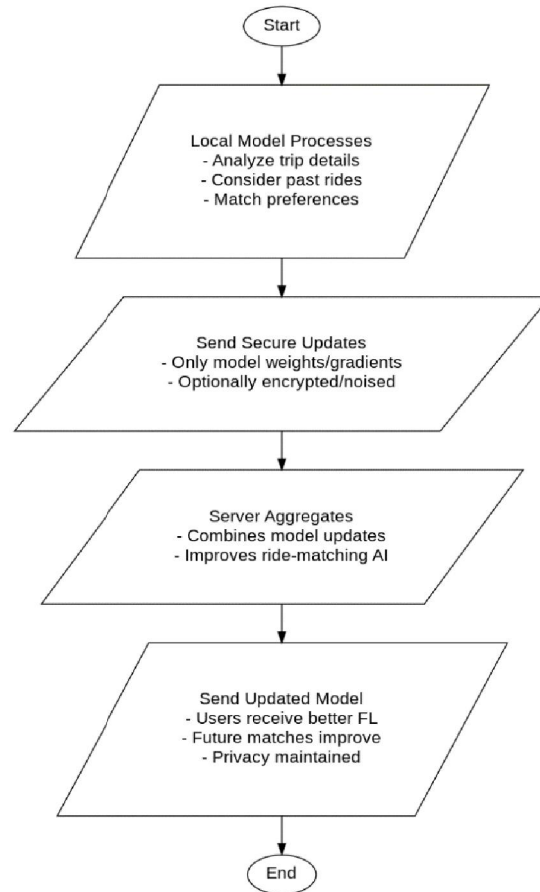 Start
Local Model Processes
- Analyze trip details
- Consider past rides
- Match preferences
Send Secure Updates
- Only model weights/gradients
- Optionally encrypted/noised
Server Aggregates
- Combines model updates
- Improves ride-matching AI
Send Updated Model
- Users receive better FL
- Future matches improve
- Privacy maintained
End